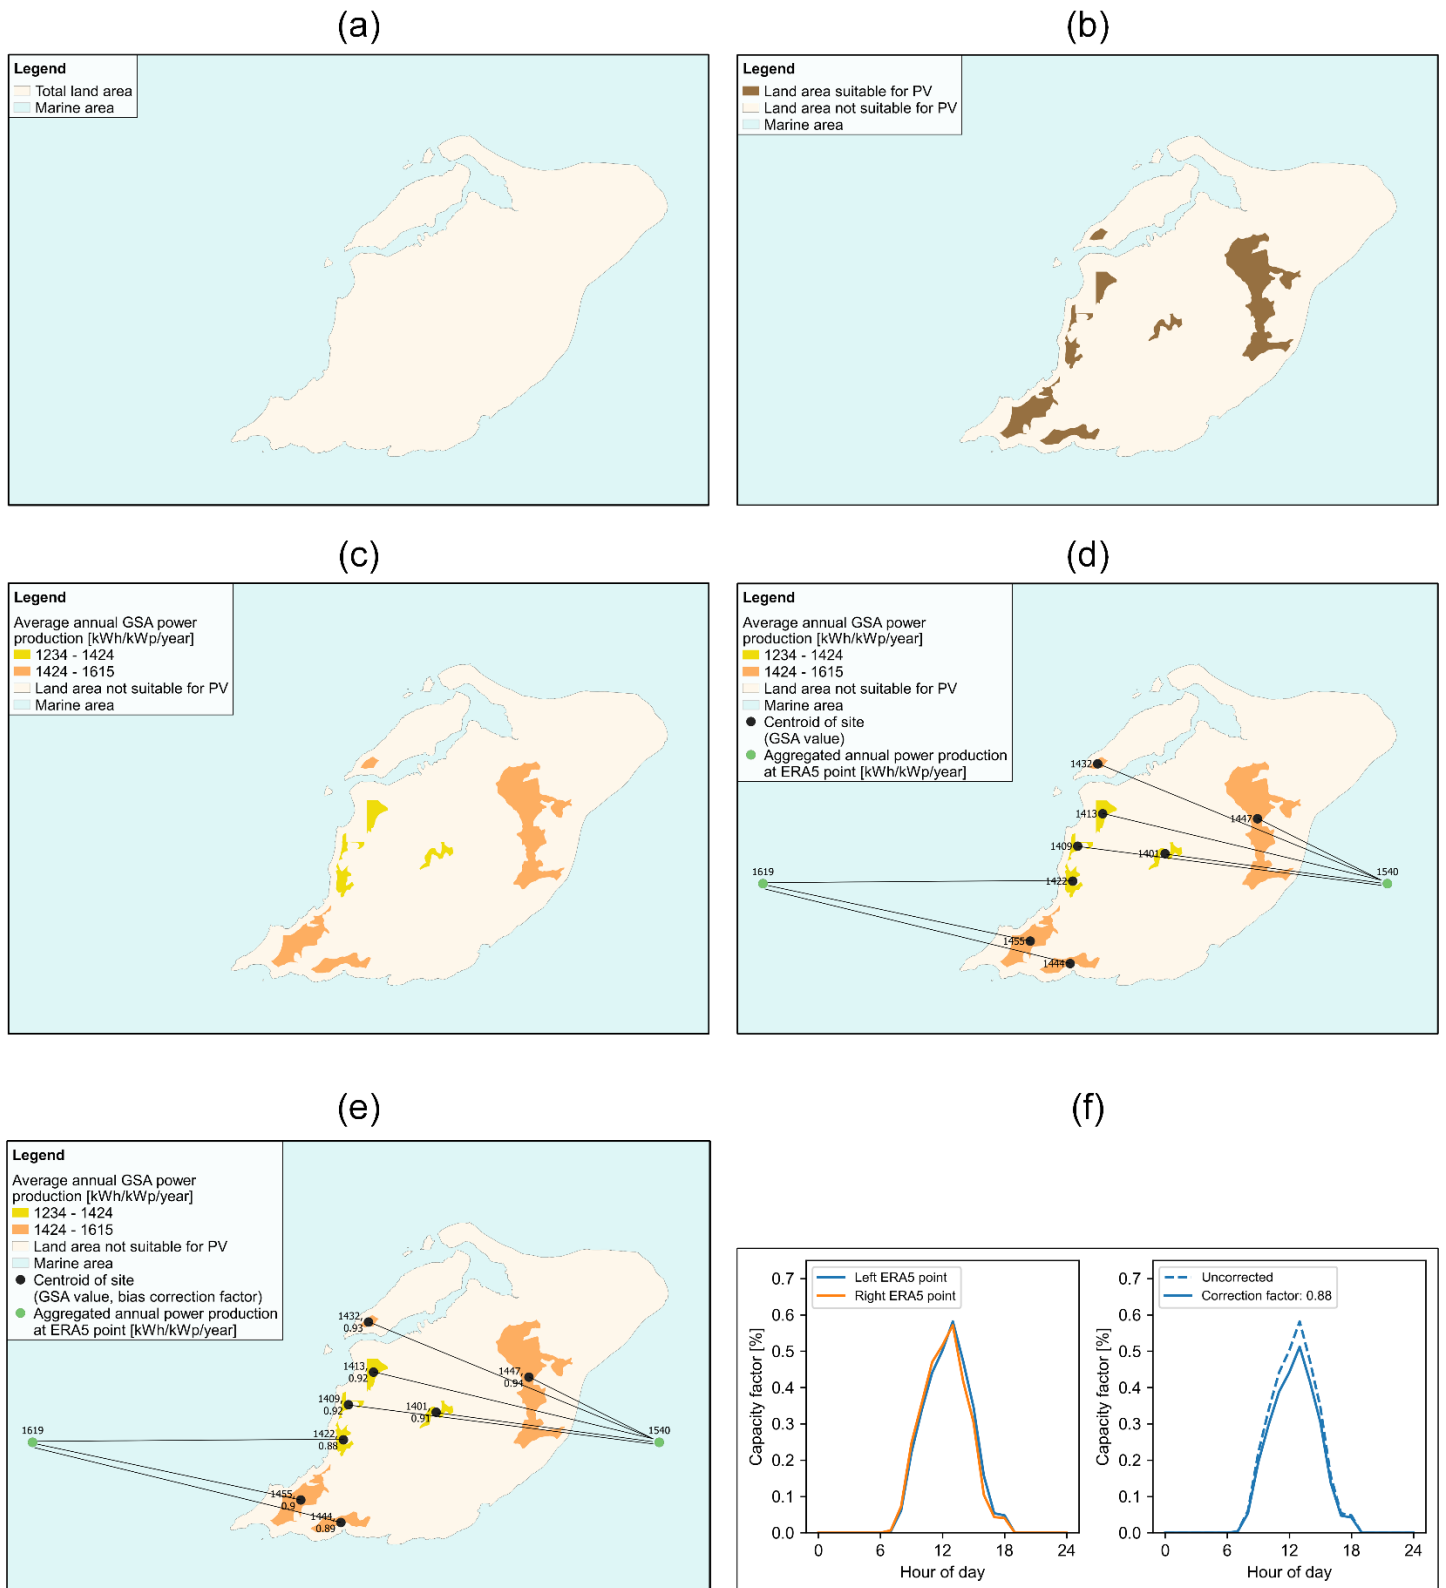 (a)
Legend
Total land area
Marine area
(b)
Legend
Land area suitable for PV
Land area not suitable for PV
Marine area
(c)
Legend
Average annual GSA power
production [kWh/kWp/year]
1234 - 1424
1424 - 1615
Land area not suitable for PV
Marine area
(d)
Legend
Average annual GSA power
production [kWh/kWp/year]
1234 - 1424
1424 - 1615
Land area not suitable for PV
Marine area
Centroid of site
(GSA value)
Aggregated annual power production
at ERA5 point [kWh/kWp/year]
1432
1413
1447
1409
1401
1619
1422
1540
1455
1444
(e)
Legend
Average annual GSA power
production [kWh/kWp/year]
1234 - 1424
1424 - 1615
Land area not suitable for PV
Marine area
Centroid of site
(GSA value, bias correction factor)
Aggregated annual power production
at ERA5 point [kWh/kWp/year]
1432,
0.93
1413,
0.92
1447,
0.94
1409,
0.92
1401,
0.91
1619
1422,
0.88
1540
1455,
0.9
1444,
0.89
(f)
Capacity factor [%]
0.7
0.6
0.5
0.4
0.3
0.2
0.1
0.0
Left ERA5 point
Right ERA5 point
0 6 12 18 24
Hour of day
Capacity factor [%]
0.7
0.6
0.5
0.4
0.3
0.2
0.1
0.0
Uncorrected
Correction factor: 0.88
0 6 12 18 24
Hour of day